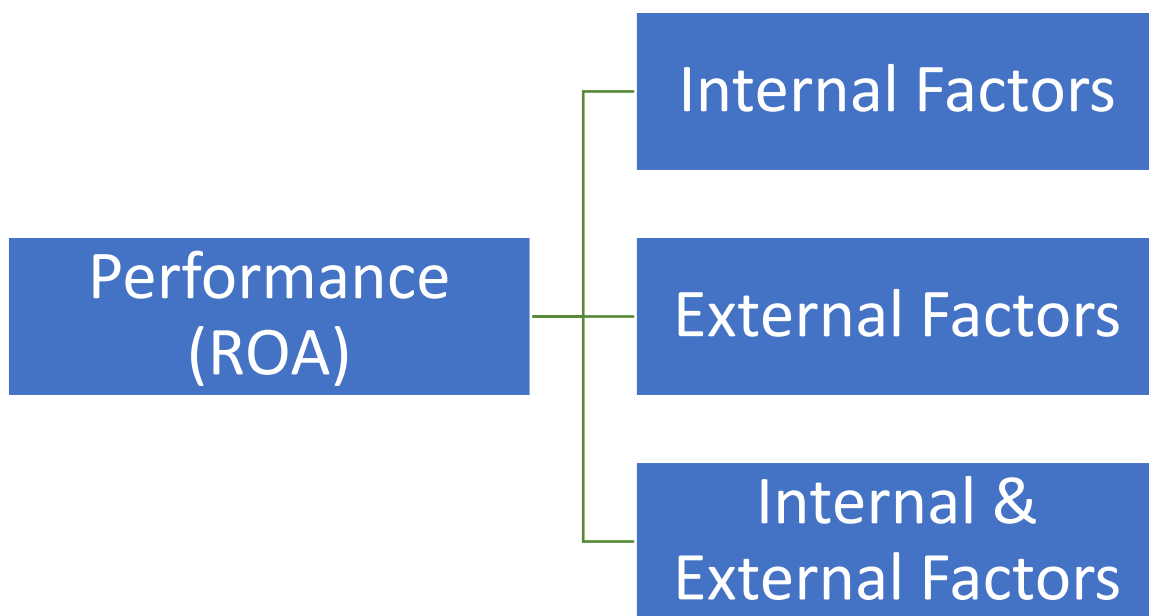 Internal Factors
Performance
(ROA)
External Factors
Internal &
External Factors